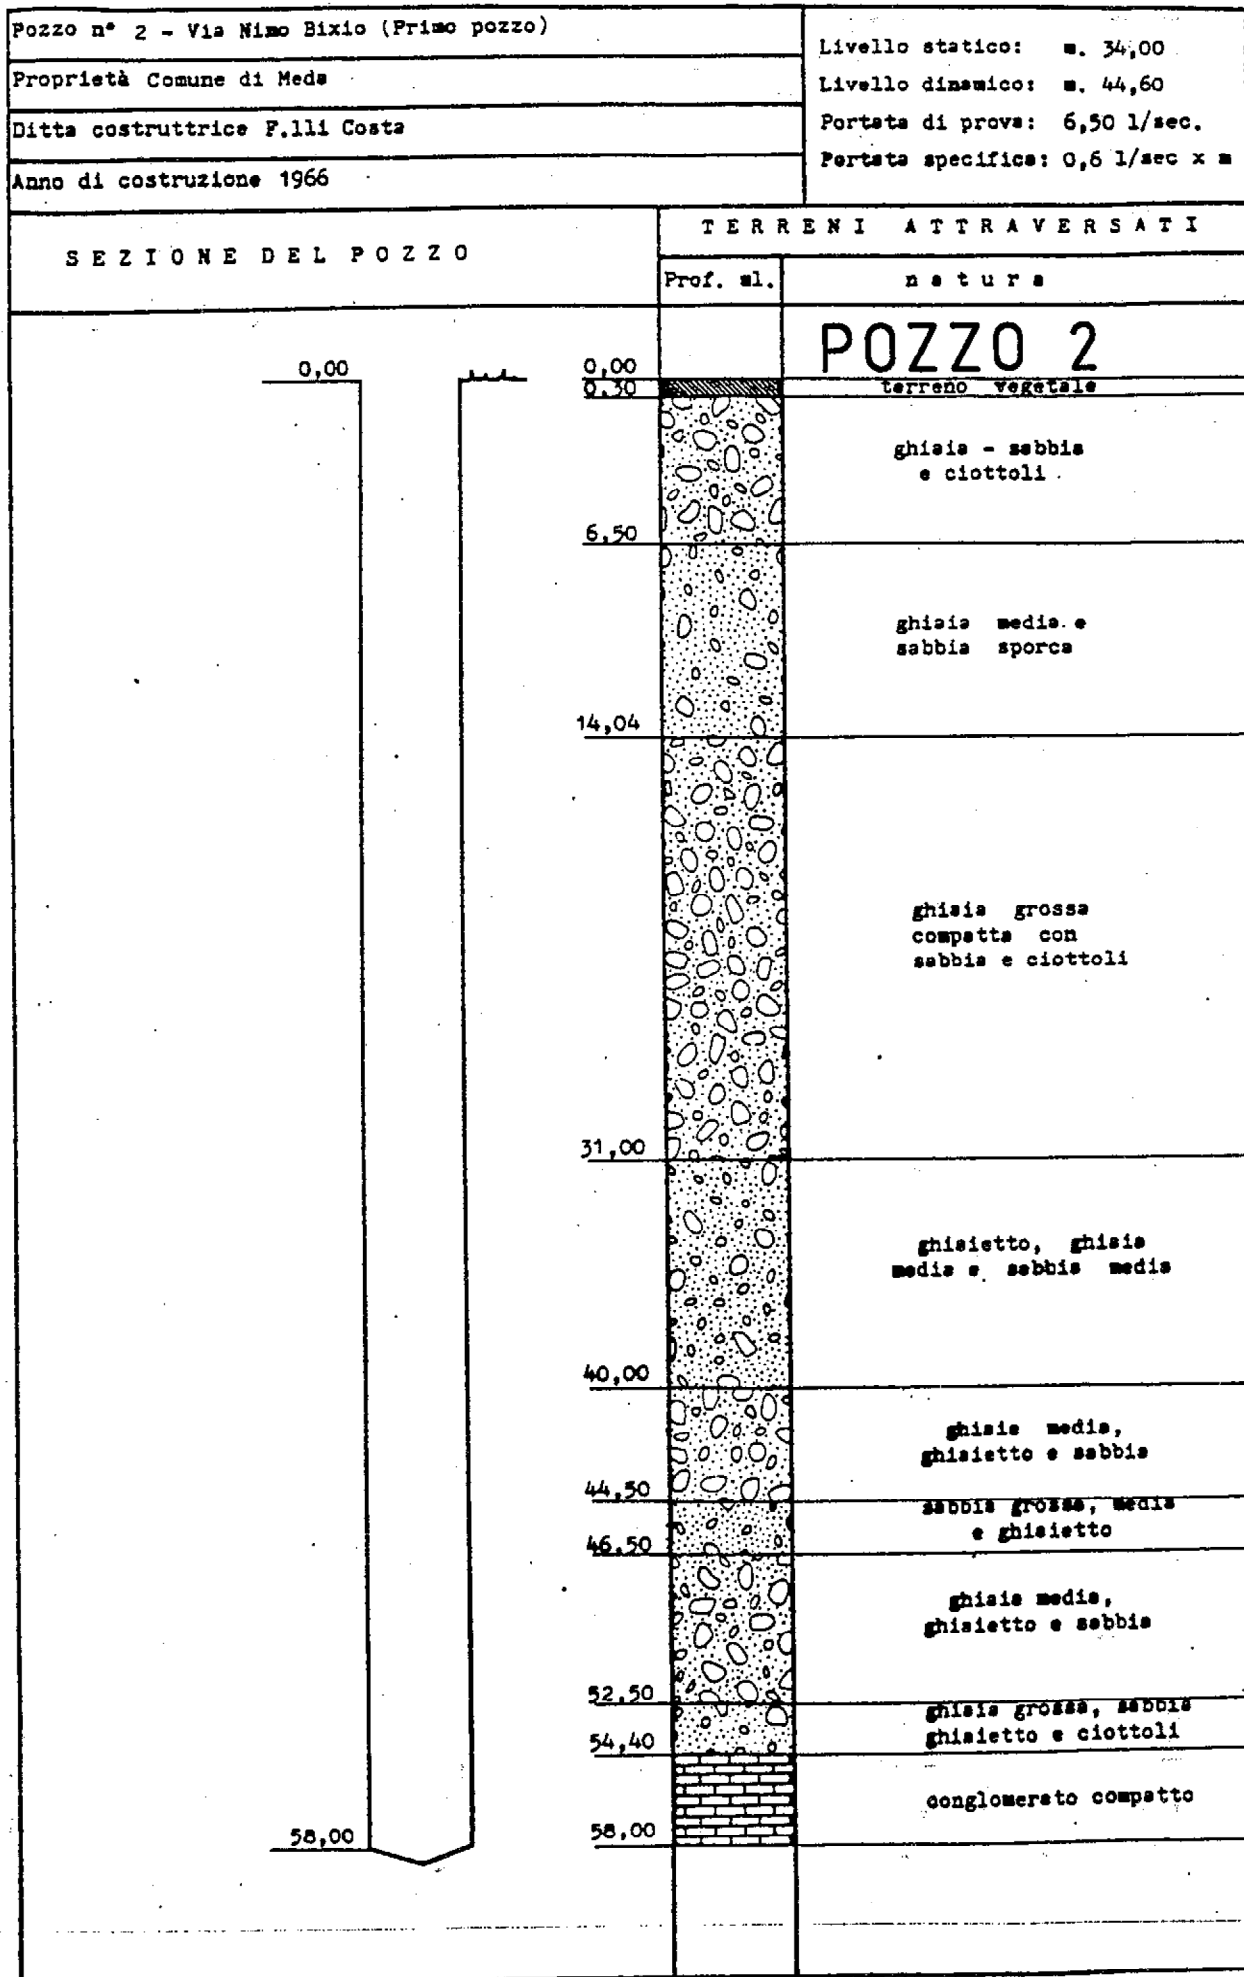 Pozzo n° 2 - Via Nino Bixio (Primo pozzo)
Proprietà Comune di Meda
Ditta costruttrice F.lli Costa
Anno di costruzione 1966
Livello statico: m. 34,00
Livello dinamico: m. 44,60
Portata di prova: 6,50 l/sec.
Portata specifica: 0,6 l/sec x m
SEZIONE DEL POZZO
TERRENI ATTRAVERSATI
Prof. ml.
natura
POZZO 2
0,00
0,00
0,30
terreno vegetale
ghiaia - sabbia
e ciottoli
6,50
ghiaia media e
sabbia sporca
14,04
ghiaia grossa
compatta con
sabbia e ciottoli
31,00
ghiaietto, ghiaia
media e sabbia media
40,00
ghiaia media,
ghiaietto e sabbia
44,50
sabbia grossa, media
e ghiaietto
46,50
ghiaia media,
ghiaietto e sabbia
52,50
ghiaia grossa, sabbia
ghiaietto e ciottoli
54,40
conglomerato compatto
58,00
58,00